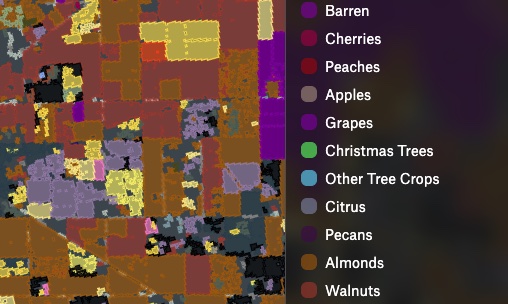 Barren
Cherries
Peaches
Apples
Grapes
Christmas Trees
Other Tree Crops
Citrus
Pecans
Almonds
Walnuts